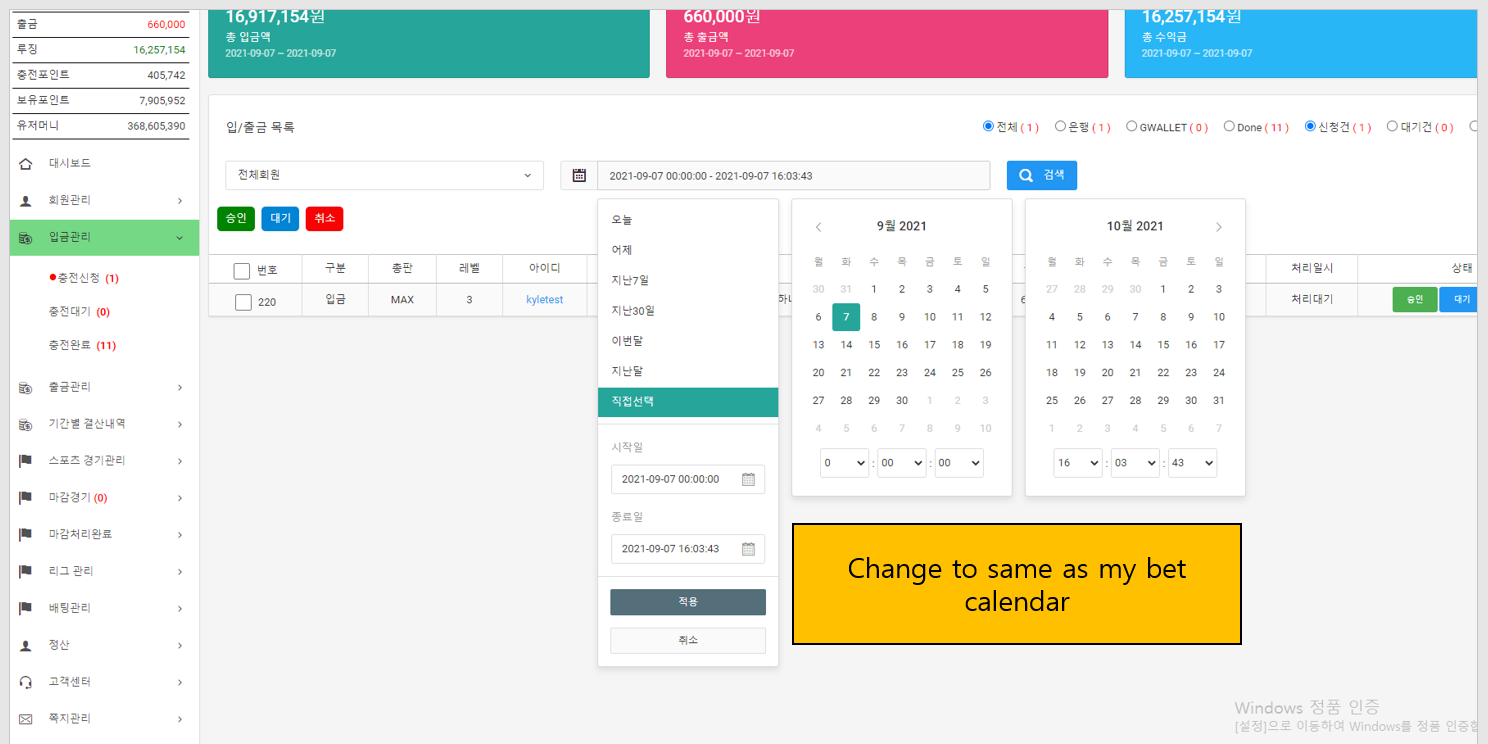 출금 660,000
루징 16,257,154
충전포인트 405,742
보유포인트 7,905,952
유저머니 368,605,390
대시보드
회원관리
입금관리
충전신청 (1)
충전대기 (0)
충전완료 (11)
출금관리
기간별 결산내역
스포츠 경기관리
마감경기 (0)
마감처리완료
리그 관리
배팅관리
정산
고객센터
쪽지관리
16,917,154원
총 입금액
2021-09-07 ~ 2021-09-07
660,000원
총 출금액
2021-09-07 ~ 2021-09-07
16,257,154원
총 수익금
2021-09-07 ~ 2021-09-07
입/출금 목록
전체 ( 1 ) 은행 ( 1 ) GWALLET ( 0 ) Done ( 11 ) 신청건 ( 1 ) 대기건 ( 0 )
전체회원
2021-09-07 00:00:00 - 2021-09-07 16:03:43
검색
승인 대기 취소
번호 구분 총판 레벨 아이디 처리일시 상태
220 입금 MAX 3 kyletest 하나 6 처리대기 승인 대기
오늘
어제
지난7일
지난30일
이번달
지난달
직접선택
시작일
2021-09-07 00:00:00
종료일
2021-09-07 16:03:43
적용
취소
9월 2021
월 화 수 목 금 토 일
30 31 1 2 3 4 5
6 7 8 9 10 11 12
13 14 15 16 17 18 19
20 21 22 23 24 25 26
27 28 29 30 1 2 3
4 5 6 7 8 9 10
0 : 00 : 00
10월 2021
월 화 수 목 금 토 일
27 28 29 30 1 2 3
4 5 6 7 8 9 10
11 12 13 14 15 16 17
18 19 20 21 22 23 24
25 26 27 28 29 30 31
1 2 3 4 5 6 7
16 : 03 : 43
Change to same as my bet
calendar
Windows 정품 인증
[설정]으로 이동하여 Windows를 정품 인증합